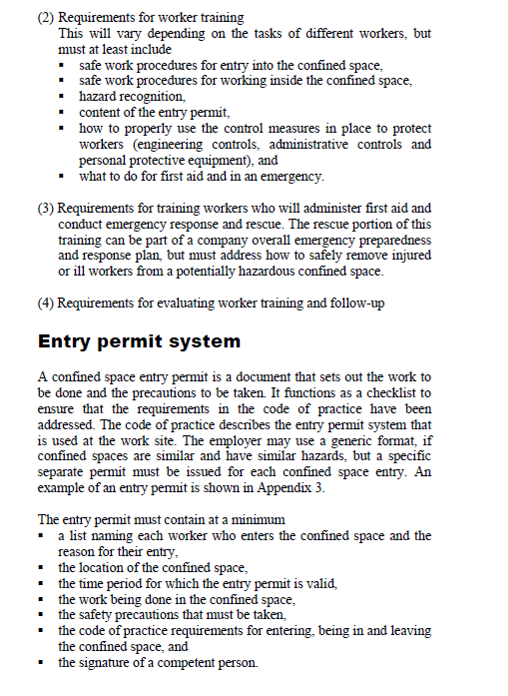 (2) Requirements for worker training
This will vary depending on the tasks of different workers, but
must at least include
▪ safe work procedures for entry into the confined space,
▪ safe work procedures for working inside the confined space,
▪ hazard recognition,
▪ content of the entry permit,
▪ how to properly use the control measures in place to protect
workers (engineering controls, administrative controls and
personal protective equipment), and
▪ what to do for first aid and in an emergency.
(3) Requirements for training workers who will administer first aid and
conduct emergency response and rescue. The rescue portion of this
training can be part of a company overall emergency preparedness
and response plan, but must address how to safely remove injured
or ill workers from a potentially hazardous confined space.
(4) Requirements for evaluating worker training and follow-up
Entry permit system
A confined space entry permit is a document that sets out the work to
be done and the precautions to be taken. It functions as a checklist to
ensure that the requirements in the code of practice have been
addressed. The code of practice describes the entry permit system that
is used at the work site. The employer may use a generic format, if
confined spaces are similar and have similar hazards, but a specific
separate permit must be issued for each confined space entry. An
example of an entry permit is shown in Appendix 3.
The entry permit must contain at a minimum
▪ a list naming each worker who enters the confined space and the
reason for their entry,
▪ the location of the confined space,
▪ the time period for which the entry permit is valid,
▪ the work being done in the confined space,
▪ the safety precautions that must be taken,
▪ the code of practice requirements for entering, being in and leaving
the confined space, and
▪ the signature of a competent person.